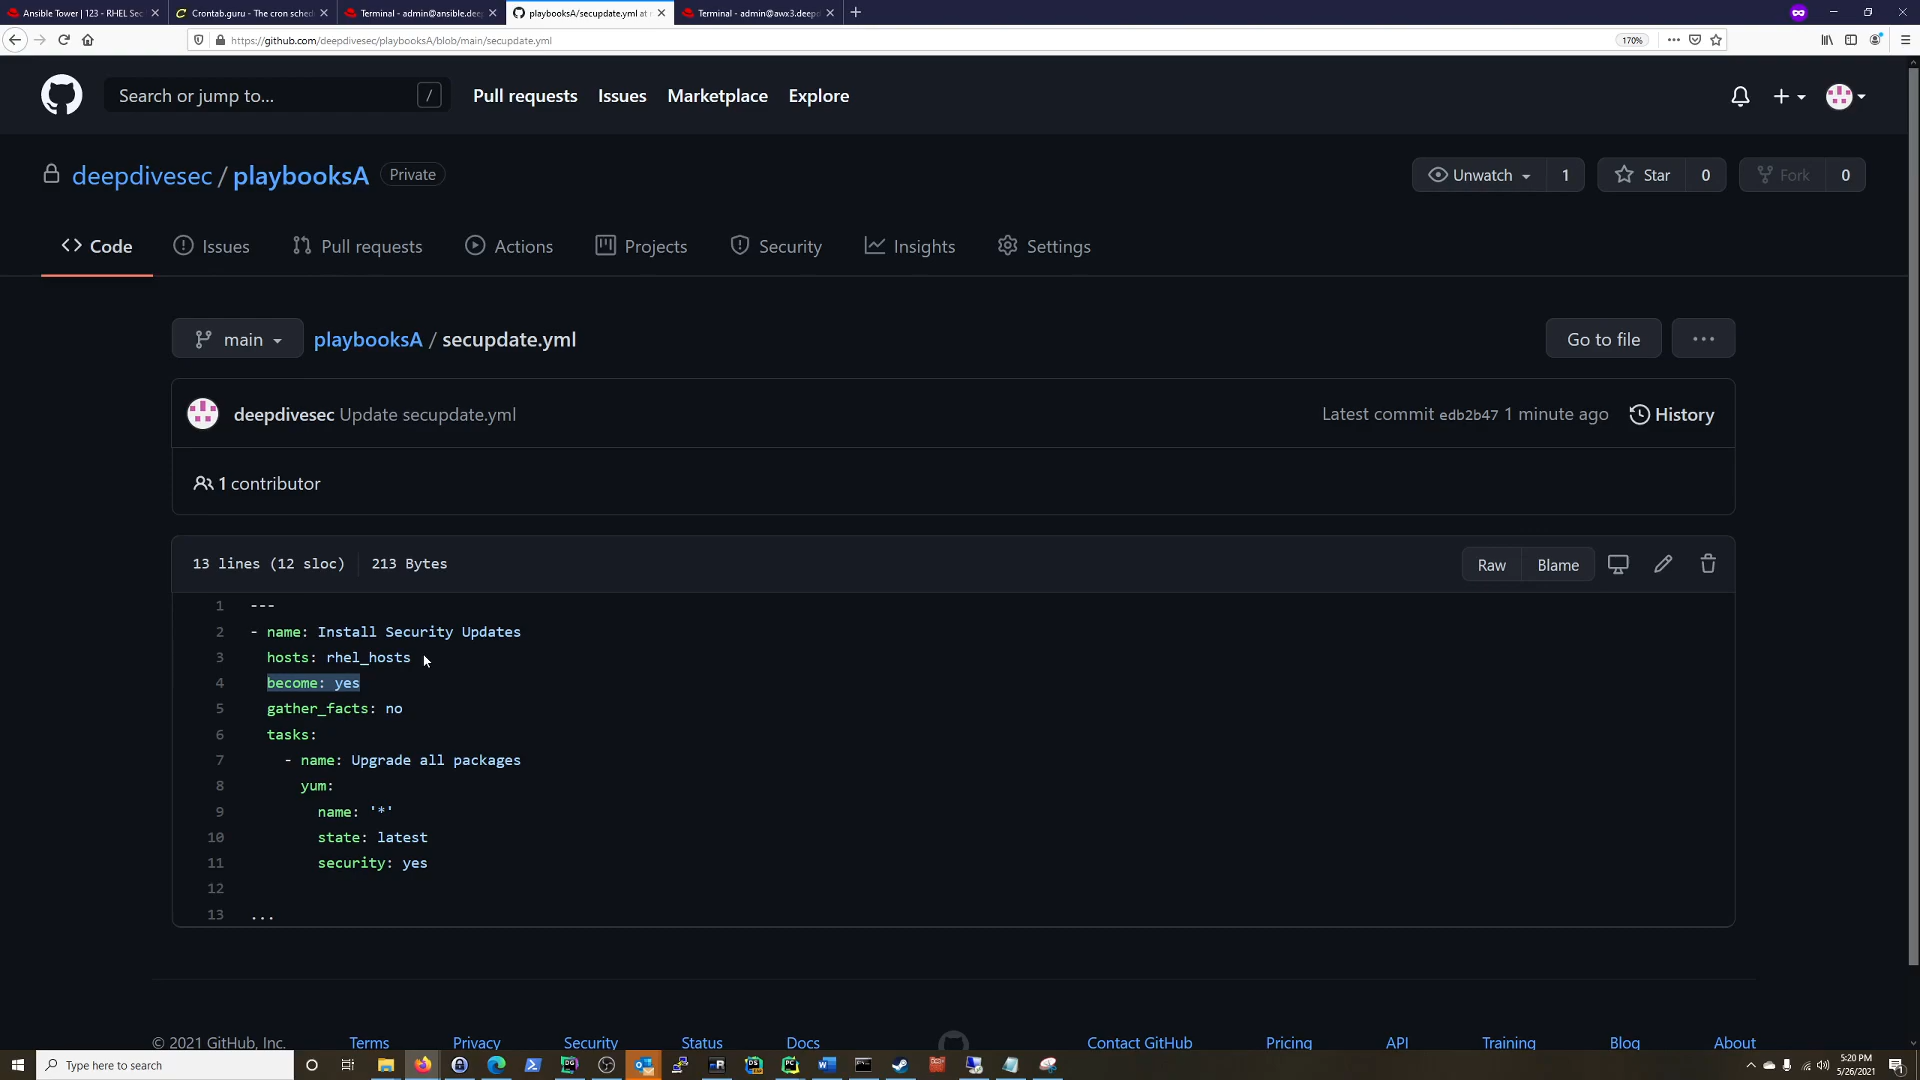 Ansible Tower | 123 - RHEL Sec
Crontab.guru - The cron sched
Terminal - admin@ansible.dee
playbooksA/secupdate.yml at
Terminal - admin@awx3.deepd
https://github.com/deepdivesec/playbooksA/blob/main/secupdate.yml
170%
Search or jump to...
/
Pull requests
Issues
Marketplace
Explore
deepdivesec / playbooksA
Private
Unwatch 1
Star 0
Fork 0
Code
Issues
Pull requests
Actions
Projects
Security
Insights
Settings
main
playbooksA / secupdate.yml
Go to file
deepdivesec Update secupdate.yml
Latest commit edb2b47 1 minute ago
History
1 contributor
13 lines (12 sloc)
213 Bytes
Raw
Blame
1 ---
2 - name: Install Security Updates
3 hosts: rhel_hosts
4 become: yes
5 gather_facts: no
6 tasks:
7 - name: Upgrade all packages
8 yum:
9 name: '*'
10 state: latest
11 security: yes
12
13 ...
© 2021 GitHub, Inc.
Terms
Privacy
Security
Status
Docs
Contact GitHub
Pricing
API
Training
Blog
About
Type here to search
5:20 PM
5/26/2021